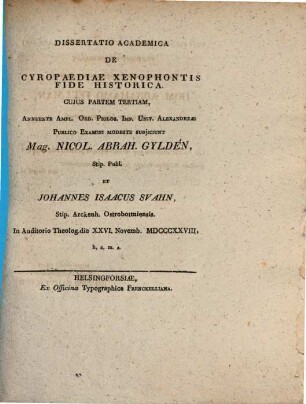 DISSERTATIO ACADEMICA
DE
CYROPAEDIAE XENOPHONTIS
FIDE HISTORICA.
CUJUS PARTEM TERTIAM,
ANNUENTE AMPL. ORD. PHILOS. IMP. UNIV. ALEXANDREÆ
PUBLICO EXAMINI MODESTE SUBJICIUNT
Mag. NICOL. ABRAH. GYLDÉN,
Stip. Publ.
ET
JOHANNES ISAACUS SVAHN,
Stip. Arckenh. Ostrobotniensis.
In Auditorio Theolog. die XXVI. Novemb. MDCCCXXVIII,
h. a. m. s.
HELSINGFORSIÆ,
Ex Officina Typographica FRENCKELLIANA.